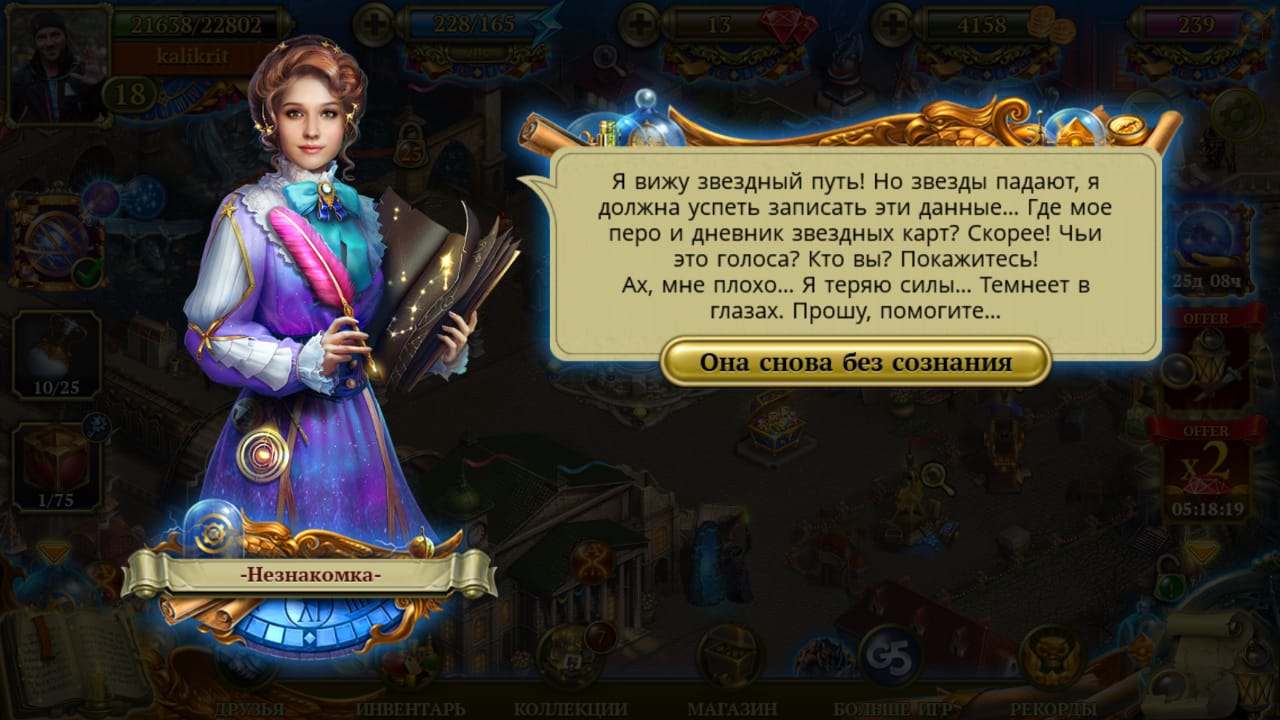 21638/22802
228/165
13
4158
239
kalikrit
18
25
Я вижу звездный путь! Но звезды падают, я
должна успеть записать эти данные... Где мое
перо и дневник звездных карт? Скорее! Чьи
это голоса? Кто вы? Покажитесь!
Ах, мне плохо... Я теряю силы... Темнеет в
глазах. Прошу, помогите...
Она снова без сознания
25д 08ч
OFFER
10/25
OFFER
x2
1/75
05:18:19
-Незнакомка-
7
G5
ДРУЗЬЯ
ИНВЕНТАРЬ
КОЛЛЕКЦИИ
МАГАЗИН
БОЛЬШЕ ИГР
РЕКОРДЫ